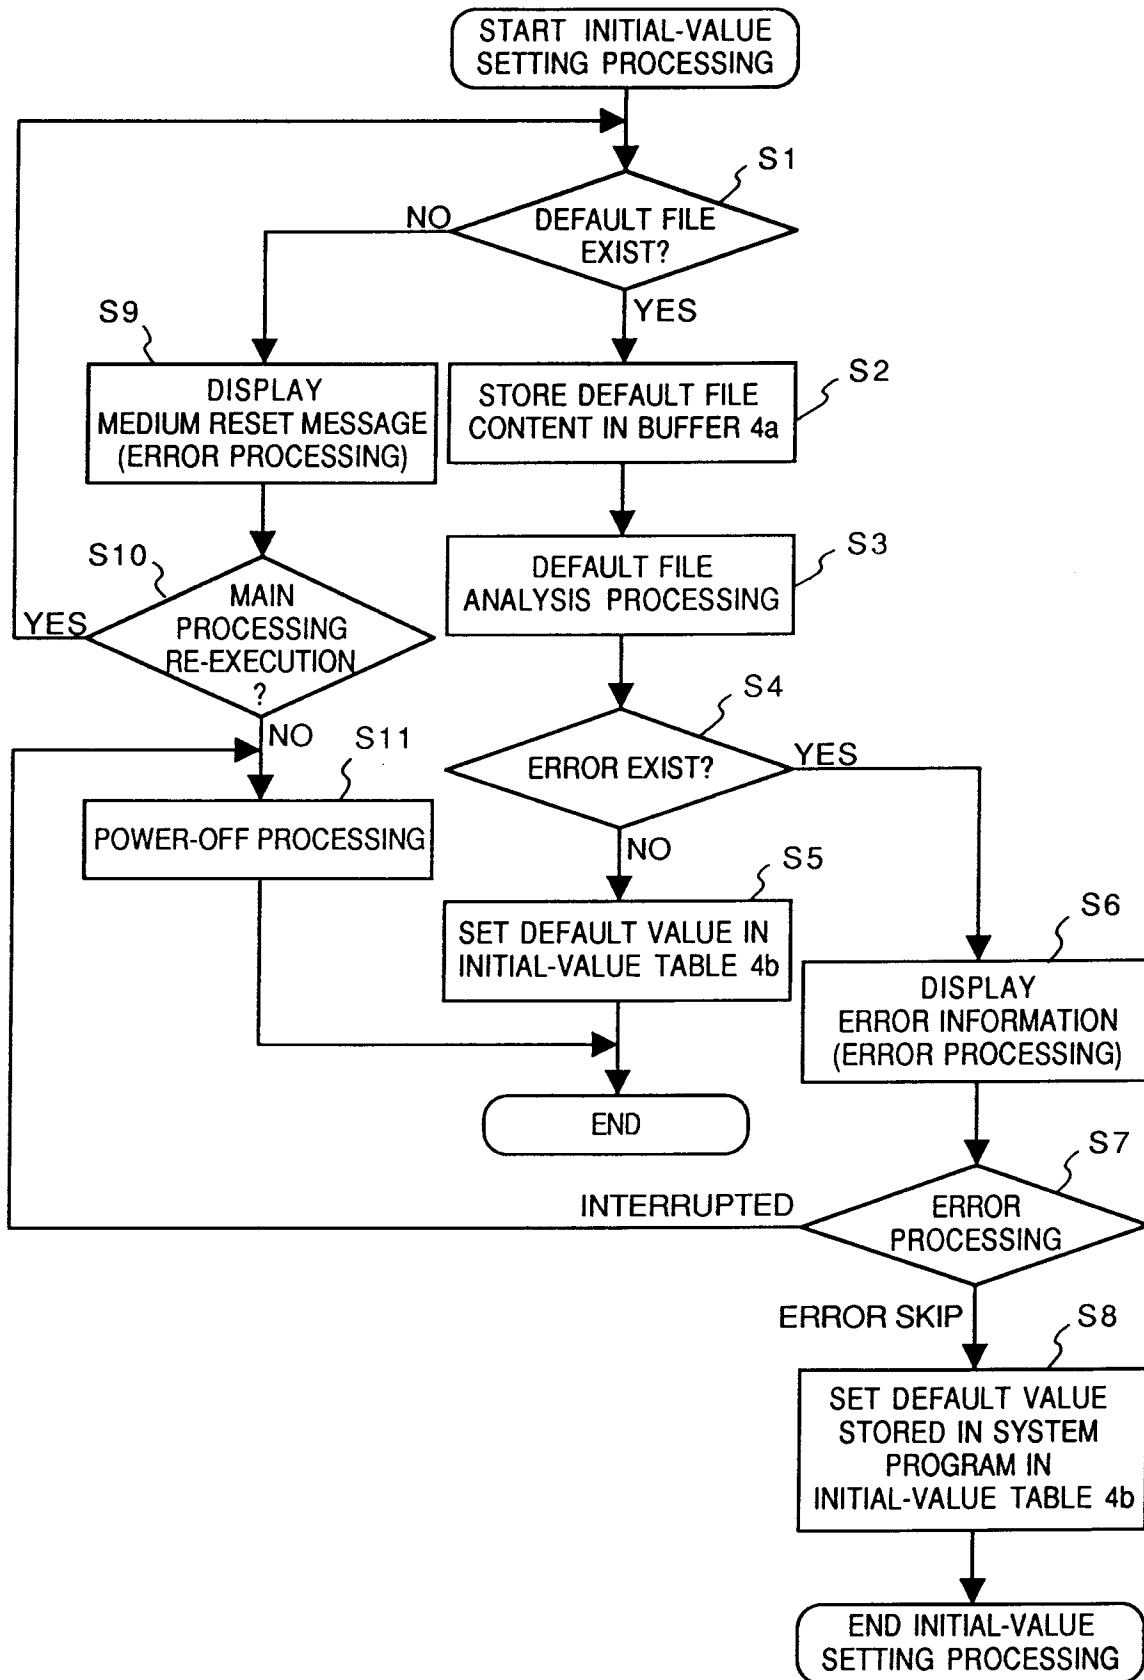 START INITIAL-VALUE
SETTING PROCESSING
S1
NO
DEFAULT FILE
EXIST?
YES
S9
DISPLAY
MEDIUM RESET MESSAGE
(ERROR PROCESSING)
S2
STORE DEFAULT FILE
CONTENT IN BUFFER 4a
S10
YES
MAIN
PROCESSING
RE-EXECUTION
?
NO
S3
DEFAULT FILE
ANALYSIS PROCESSING
S4
ERROR EXIST?
YES
NO
S11
POWER-OFF PROCESSING
S5
SET DEFAULT VALUE IN
INITIAL-VALUE TABLE 4b
END
S6
DISPLAY
ERROR INFORMATION
(ERROR PROCESSING)
S7
INTERRUPTED
ERROR
PROCESSING
ERROR SKIP
S8
SET DEFAULT VALUE
STORED IN SYSTEM
PROGRAM IN
INITIAL-VALUE TABLE 4b
END INITIAL-VALUE
SETTING PROCESSING